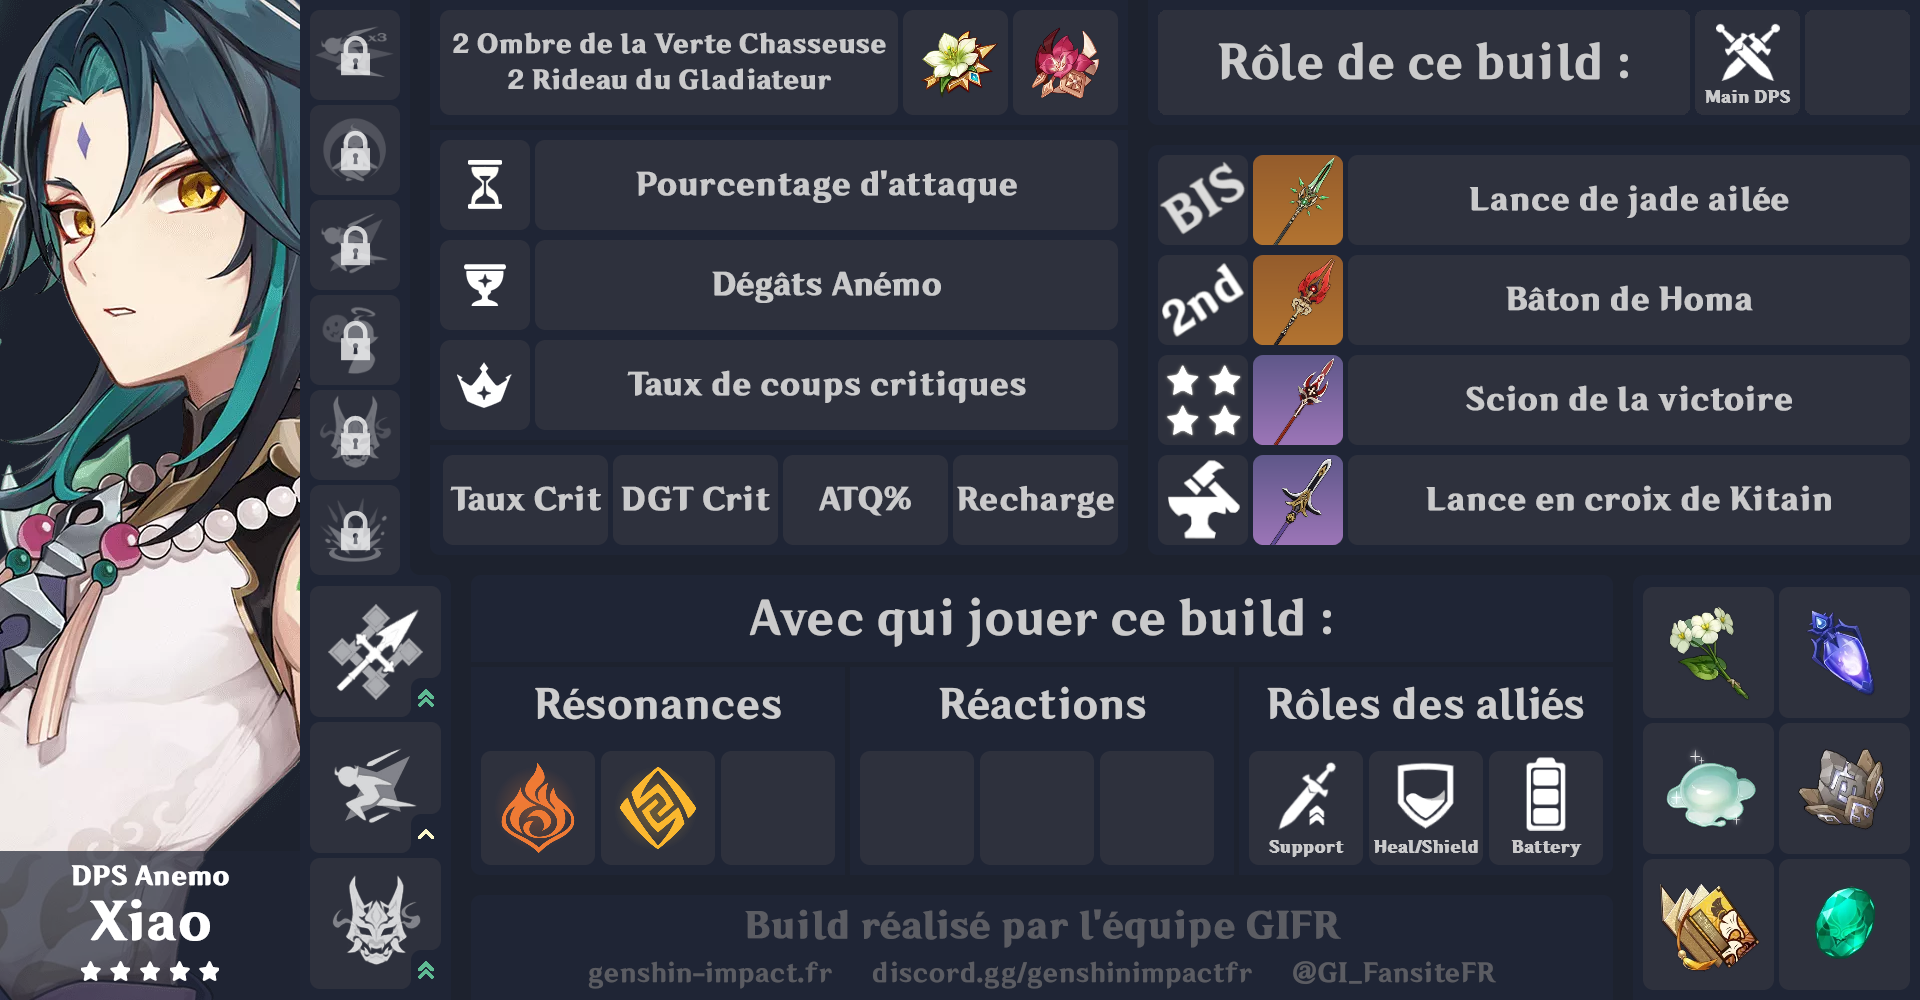 x3
2 Ombre de la Verte Chasseuse
2 Rideau du Gladiateur
Rôle de ce build :
Main DPS
Pourcentage d'attaque
Dégâts Anémo
Taux de coups critiques
Taux Crit
DGT Crit
ATQ%
Recharge
BIS
Lance de jade ailée
2nd
Bâton de Homa
Scion de la victoire
Lance en croix de Kitain
Avec qui jouer ce build :
Résonances
Réactions
Rôles des alliés
Support
Heal/Shield
Battery
DPS Anemo
Xiao
Build réalisé par l'équipe GIFR
genshin-impact.fr
discord.gg/genshinimpactfr
@GI_FansiteFR